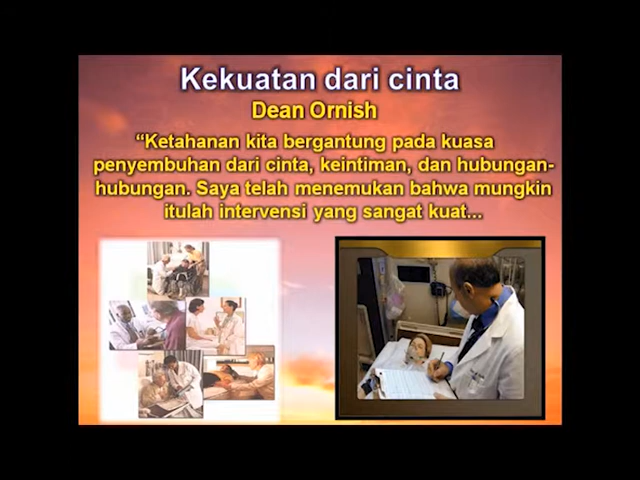 Kekuatan dari cinta
Dean Ornish
“Ketahanan kita bergantung pada kuasa
penyembuhan dari cinta, keintiman, dan hubungan-
hubungan. Saya telah menemukan bahwa mungkin
itulah intervensi yang sangat kuat...